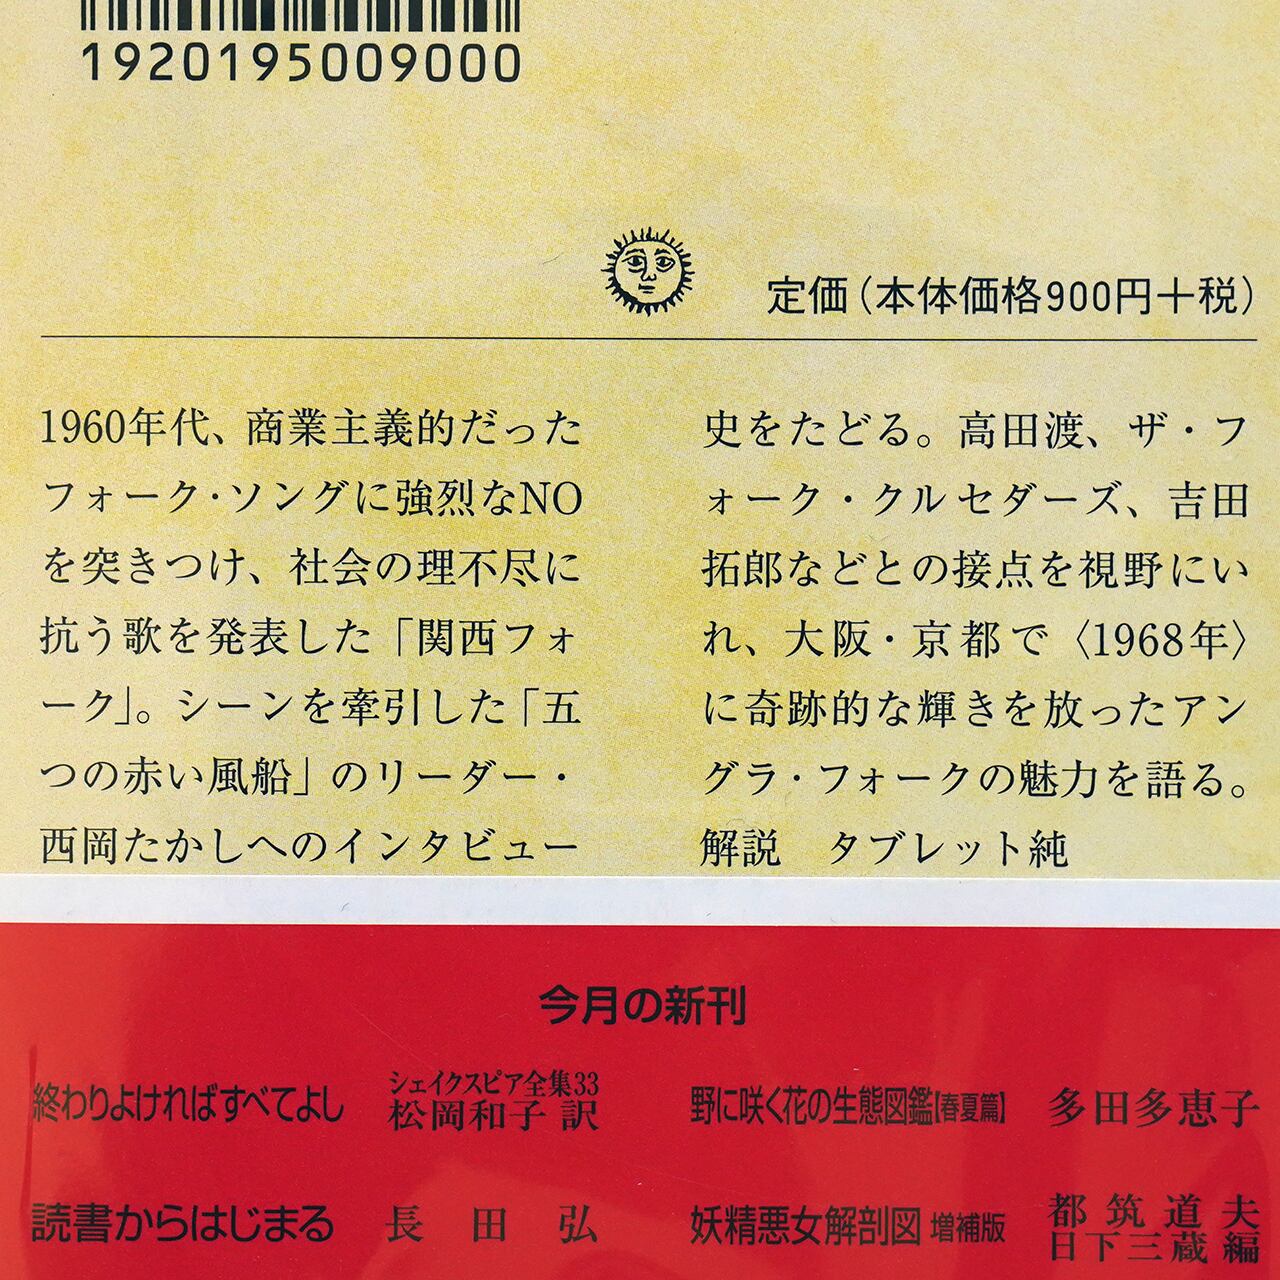 1920195009000
定価（本体価格900円＋税）
1960年代、商業主義的だった
フォーク・ソングに強烈なNO
を突きつけ、社会の理不尽に
抗う歌を発表した「関西フォ
ーク」。シーンを牽引した「五
つの赤い風船」のリーダー・
西岡たかしへのインタビュー
史をたどる。高田渡、ザ・フ
ォーク・クルセダーズ、吉田
拓郎などとの接点を視野にい
れ、大阪・京都で〈1968年〉
に奇跡的な輝きを放ったアン
グラ・フォークの魅力を語る。
解説　タブレット純
今月の新刊
終わりよければすべてよし
シェイクスピア全集33
松岡和子 訳
野に咲く花の生態図鑑【春夏篇】
多田多恵子
読書からはじまる
長田弘
妖精悪女解剖図 増補版
都筑道夫
日下三蔵 編